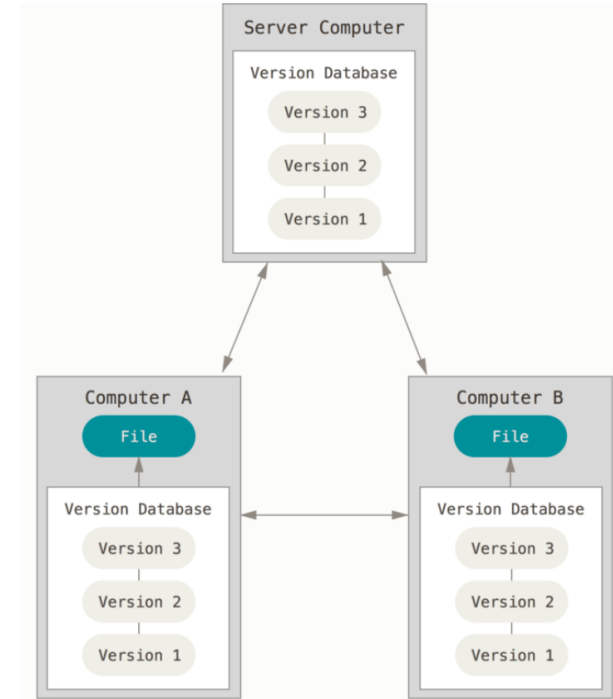 Server Computer
Version Database
Version 3
Version 2
Version 1
Computer A
File
Version Database
Version 3
Version 2
Version 1
Computer B
File
Version Database
Version 3
Version 2
Version 1